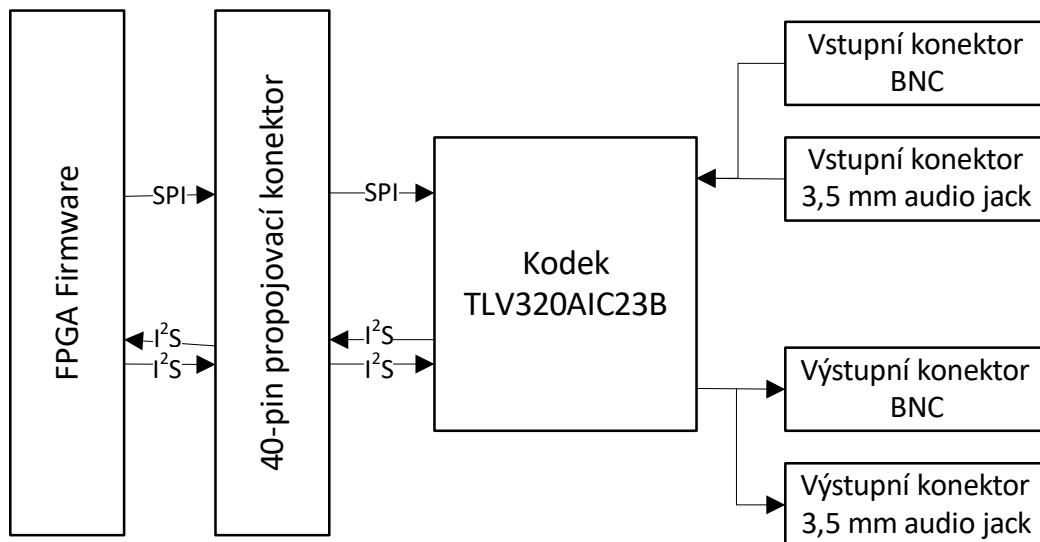 FPGA Firmware
SPI
I²S
I²S
40-pin propojovací konektor
SPI
I²S
I²S
Kodek
TLV320AIC23B
Vstupní konektor
BNC
Vstupní konektor
3,5 mm audio jack
Výstupní konektor
BNC
Výstupní konektor
3,5 mm audio jack